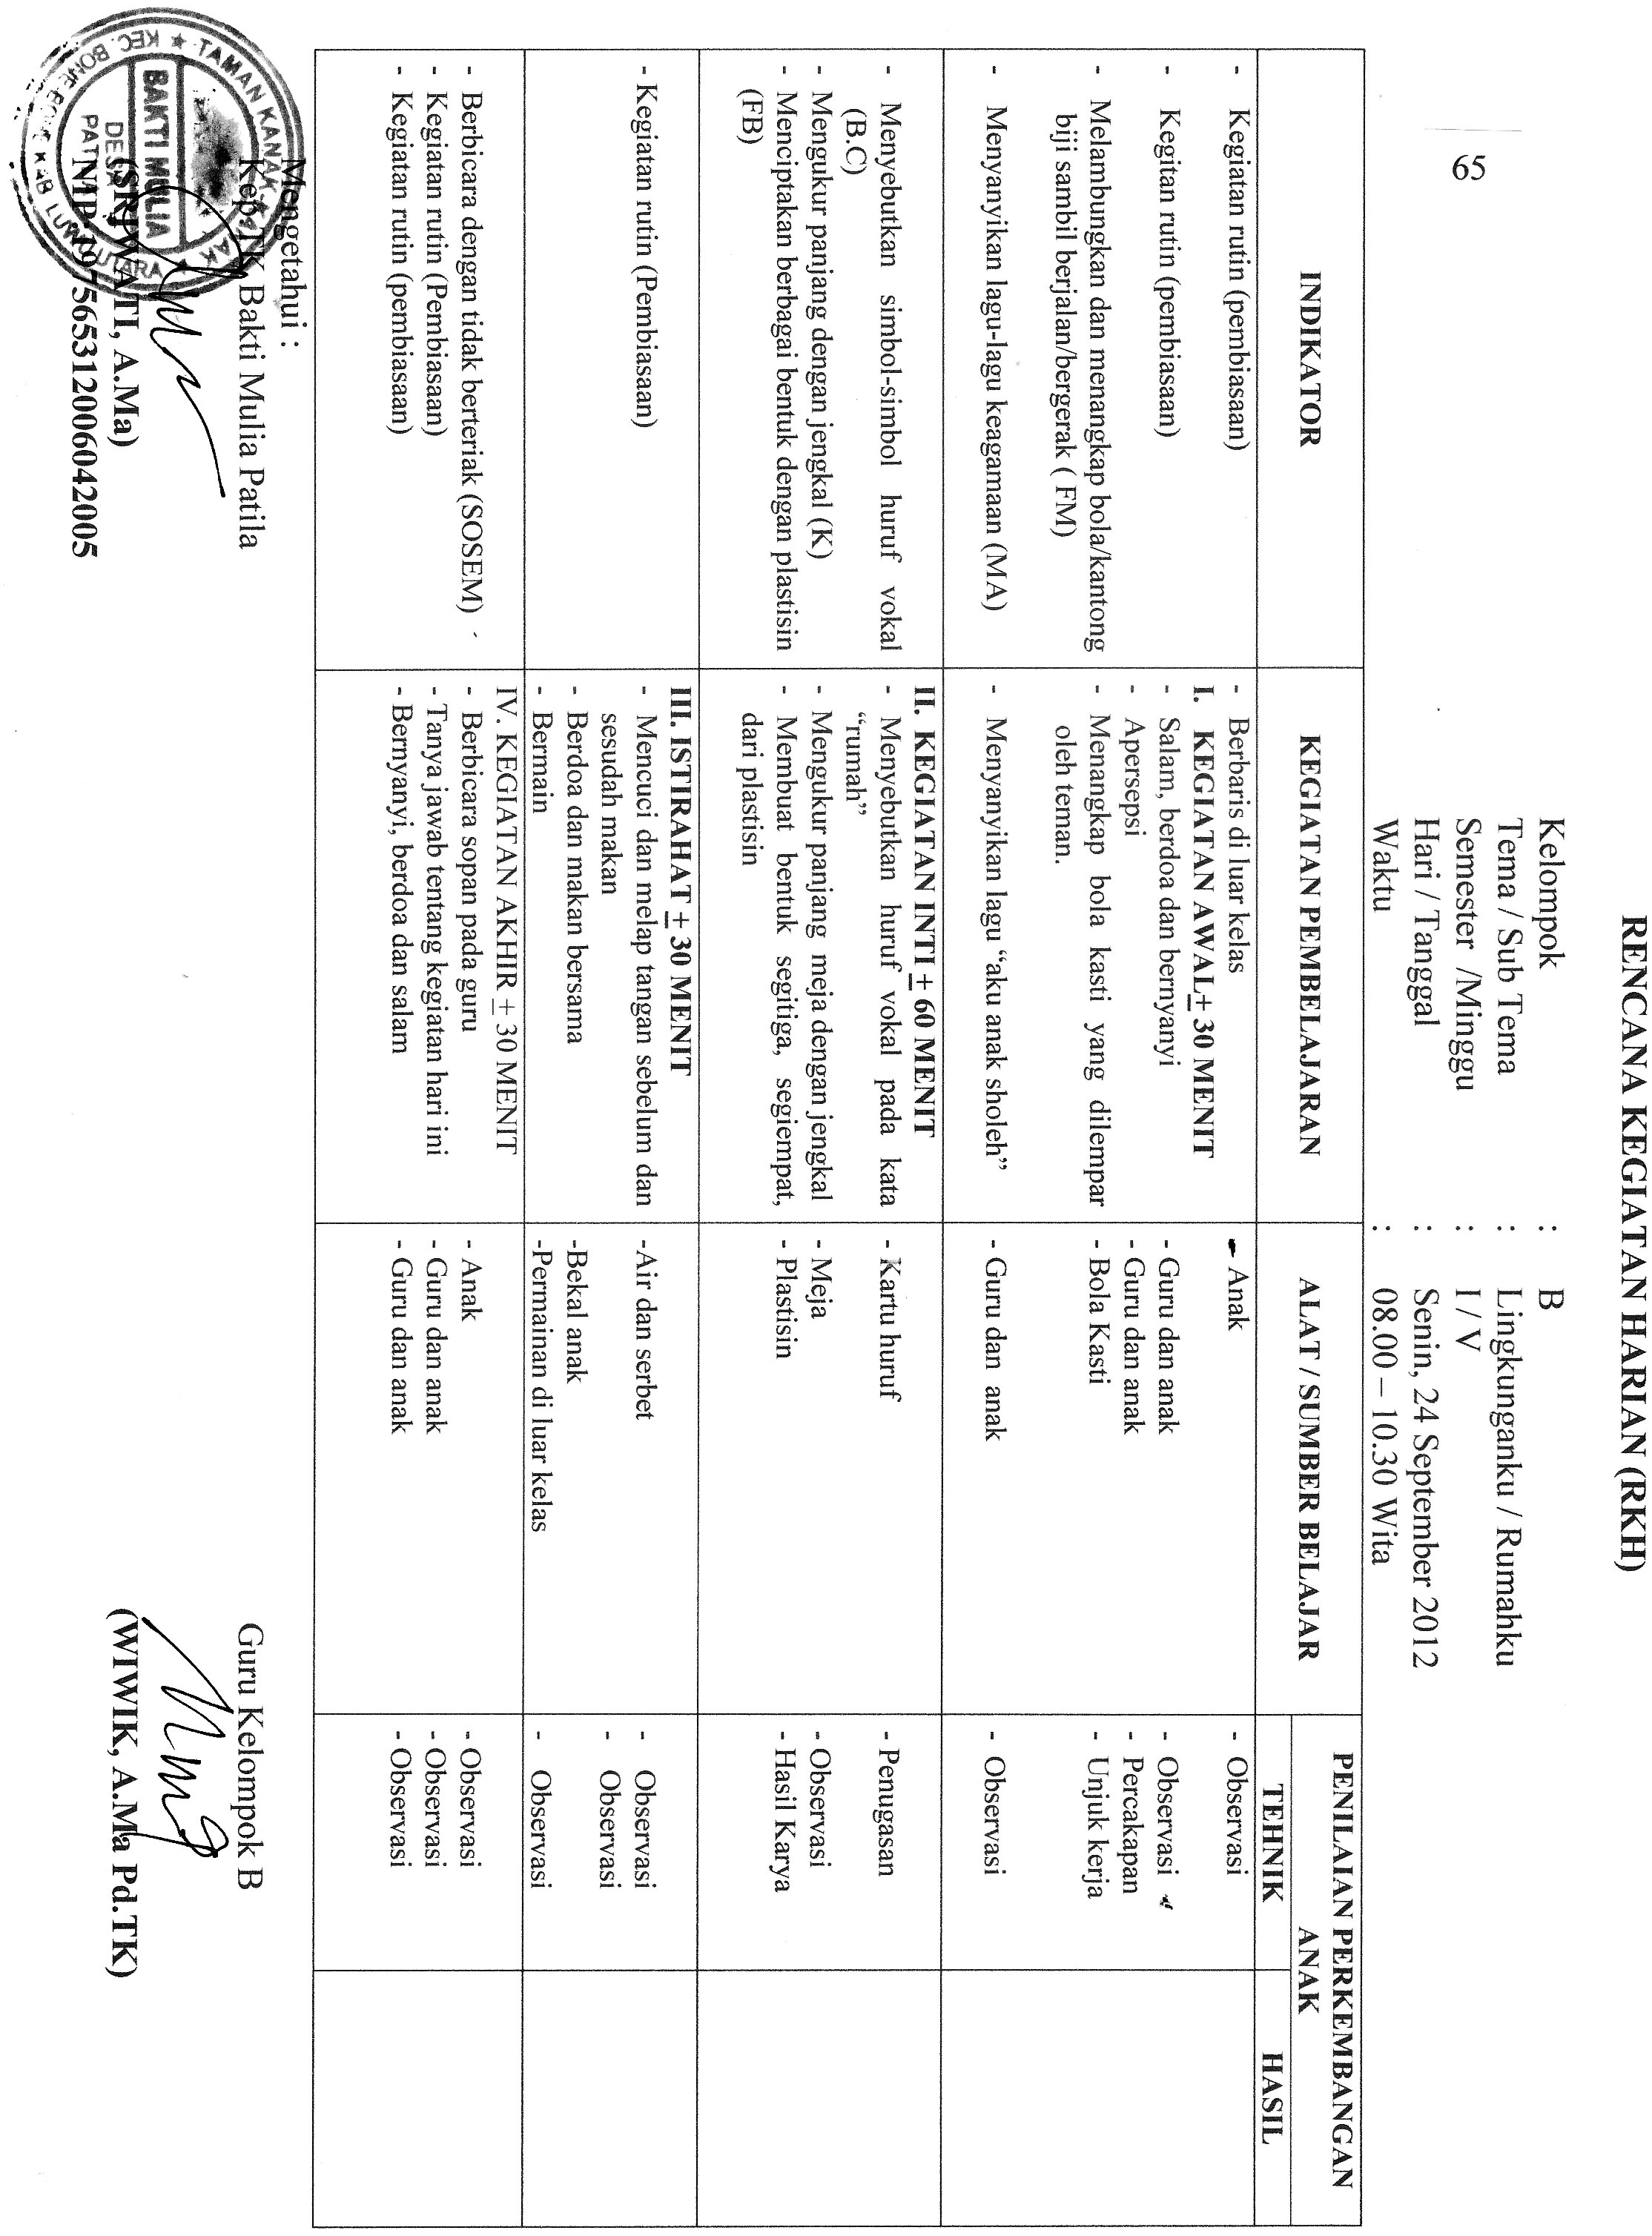 65
RENCANA KEGIATAN HARIAN (RKH)
Kelompok : B
Tema / Sub Tema : Lingkunganku / Rumahku
Semester /Minggu : I / V
Hari / Tanggal : Senin, 24 September 2012
Waktu : 08.00 – 10.30 Wita
INDIKATOR
KEGIATAN PEMBELAJARAN
ALAT / SUMBER BELAJAR
PENILAIAN PERKEMBANGAN
ANAK
TEHNIK
HASIL
- Kegiatan rutin (pembiasaan)
- Kegitan rutin (pembiasaan)
- Melambungkan dan menangkap bola/kantong
biji sambil berjalan/bergerak ( FM)
- Menyanyikan lagu-lagu keagamaan (MA)
- Berbaris di luar kelas
I. KEGIATAN AWAL ± 30 MENIT
- Salam, berdoa dan bernyanyi
- Apersepsi
- Menangkap bola kasti yang dilempar
oleh teman.
- Menyanyikan lagu “aku anak sholeh”
- Anak
- Guru dan anak
- Guru dan anak
- Bola Kasti
- Guru dan anak
- Observasi
- Observasi
- Percakapan
- Unjuk kerja
- Observasi
- Menyebutkan simbol-simbol huruf vokal
(B.C)
- Mengukur panjang dengan jengkal (K)
- Menciptakan berbagai bentuk dengan plastisin
(FB)
II. KEGIATAN INTI ± 60 MENIT
- Menyebutkan huruf vokal pada kata
“rumah”
- Mengukur panjang meja dengan jengkal
- Membuat bentuk segitiga, segiempat,
dari plastisin
- Kartu huruf
- Meja
- Plastisin
- Penugasan
- Observasi
- Hasil Karya
- Kegiatan rutin (Pembiasaan)
III. ISTIRAHAT ± 30 MENIT
- Mencuci dan melap tangan sebelum dan
sesudah makan
- Berdoa dan makan bersama
- Bermain
-Air dan serbet
-Bekal anak
-Permainan di luar kelas
- Observasi
- Observasi
- Observasi
- Berbicara dengan tidak berteriak (SOSEM)
- Kegiatan rutin (Pembiasaan)
- Kegiatan rutin (pembiasaan)
IV. KEGIATAN AKHIR ± 30 MENIT
- Berbicara sopan pada guru
- Tanya jawab tentang kegiatan hari ini
- Bernyanyi, berdoa dan salam
- Anak
- Guru dan anak
- Guru dan anak
- Observasi
- Observasi
- Observasi
Mengetahui :
Kep. TK Bakti Mulia Patila
(SRIWATI, A.Ma)
Guru Kelompok B
(WIWIK, A.Ma Pd.TK)
TAMAN KANAK
BAKTI MULIA
DESA
KEC. BONE BONE